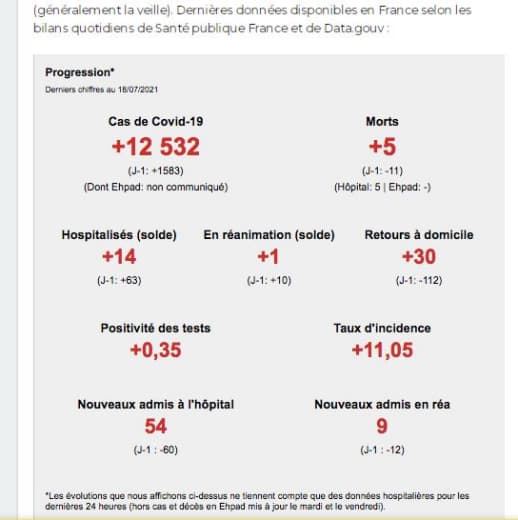 (généralement la veille). Dernières données disponibles en France selon les
bilans quotidiens de Santé publique France et de Data.gouv :
Progression*
Derniers chiffres au 18/07/2021
Cas de Covid-19
+12 532
(J-1: +1583)
(Dont Ehpad: non communiqué)
Morts
+5
(J-1: -11)
(Hôpital: 5 | Ehpad: -)
Hospitalisés (solde)
+14
(J-1: +63)
En réanimation (solde)
+1
(J-1: +10)
Retours à domicile
+30
(J-1: -112)
Positivité des tests
+0,35
Taux d'incidence
+11,05
Nouveaux admis à l'hôpital
54
(J-1 : -60)
Nouveaux admis en réa
9
(J-1 : -12)
*Les évolutions que nous affichons ci-dessus ne tiennent compte que des données hospitalières pour les
dernières 24 heures (hors cas et décès en Ehpad mis à jour le mardi et le vendredi).